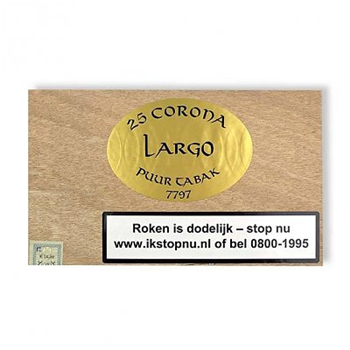 25 CORONA
LARGO
PUUR TABAK
7797
Roken is dodelijk – stop nu
www.ikstopnu.nl of bel 0800-1995